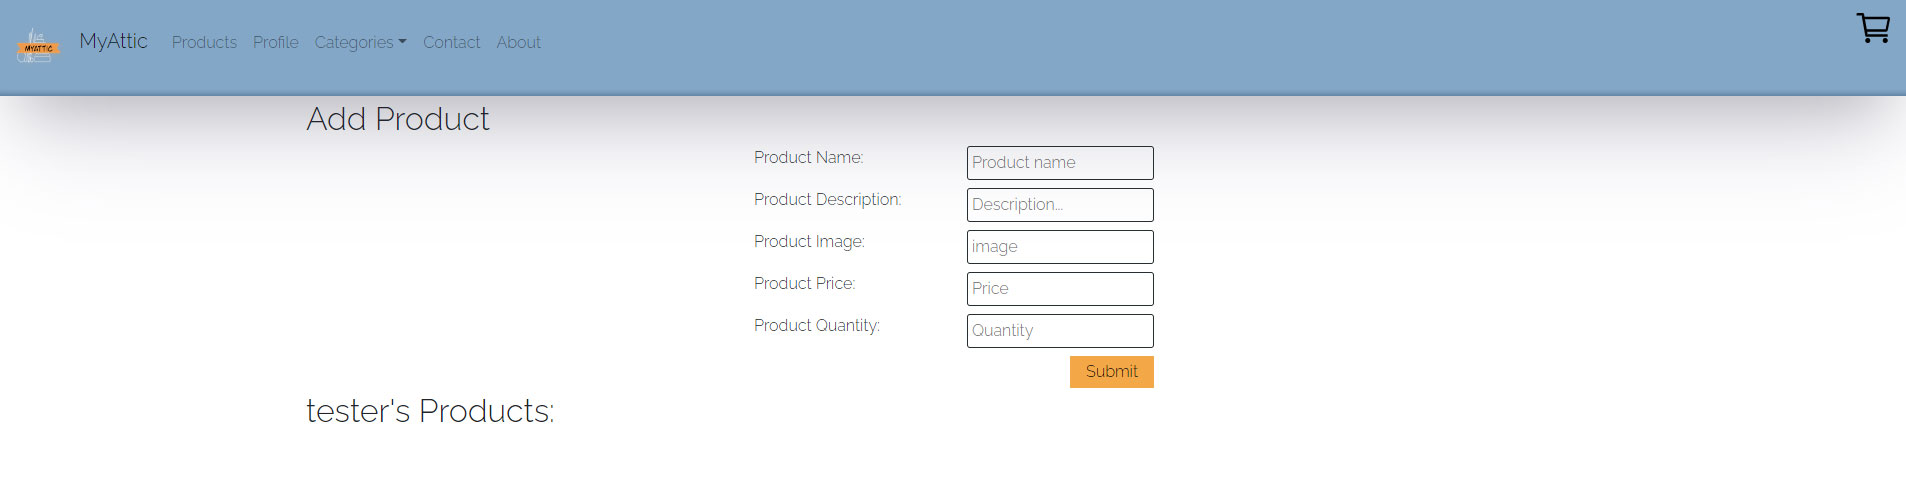 MYATTIC
MyAttic Products Profile Categories Contact About
Add Product
Product Name: Product name
Product Description: Description...
Product Image: image
Product Price: Price
Product Quantity: Quantity
Submit
tester's Products: